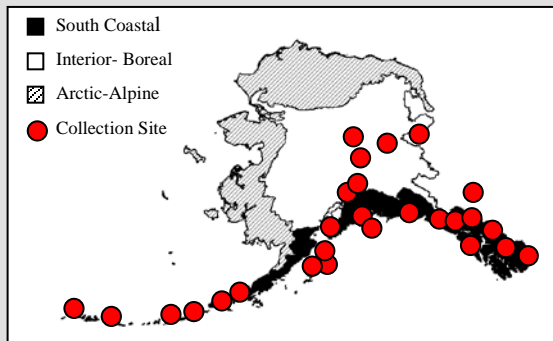 South Coastal
Interior- Boreal
Arctic-Alpine
Collection Site